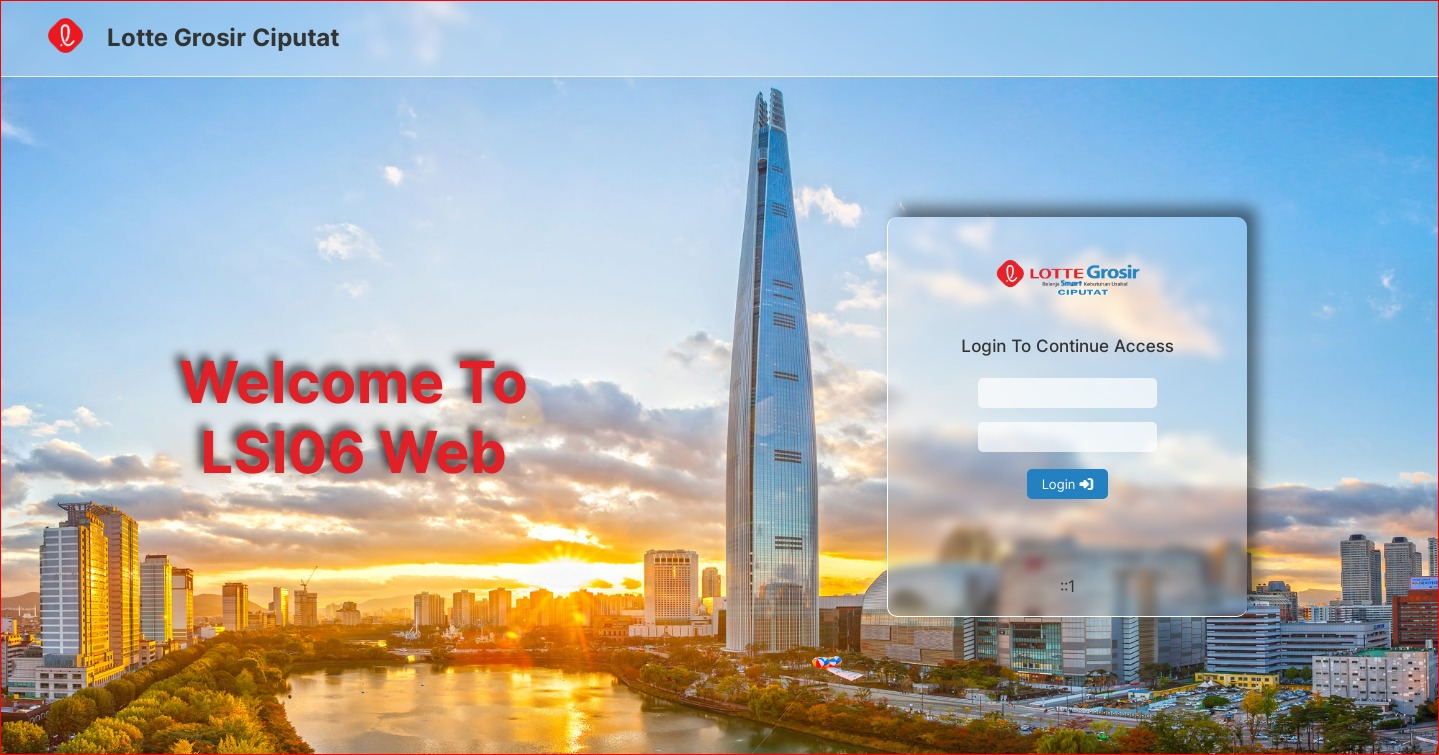 Lotte Grosir Ciputat
Welcome To
LSI06 Web
LOTTE Grosir
Belanja Smart Kebutuhan Usaha!
CIPUTAT
Login To Continue Access
Login
::1